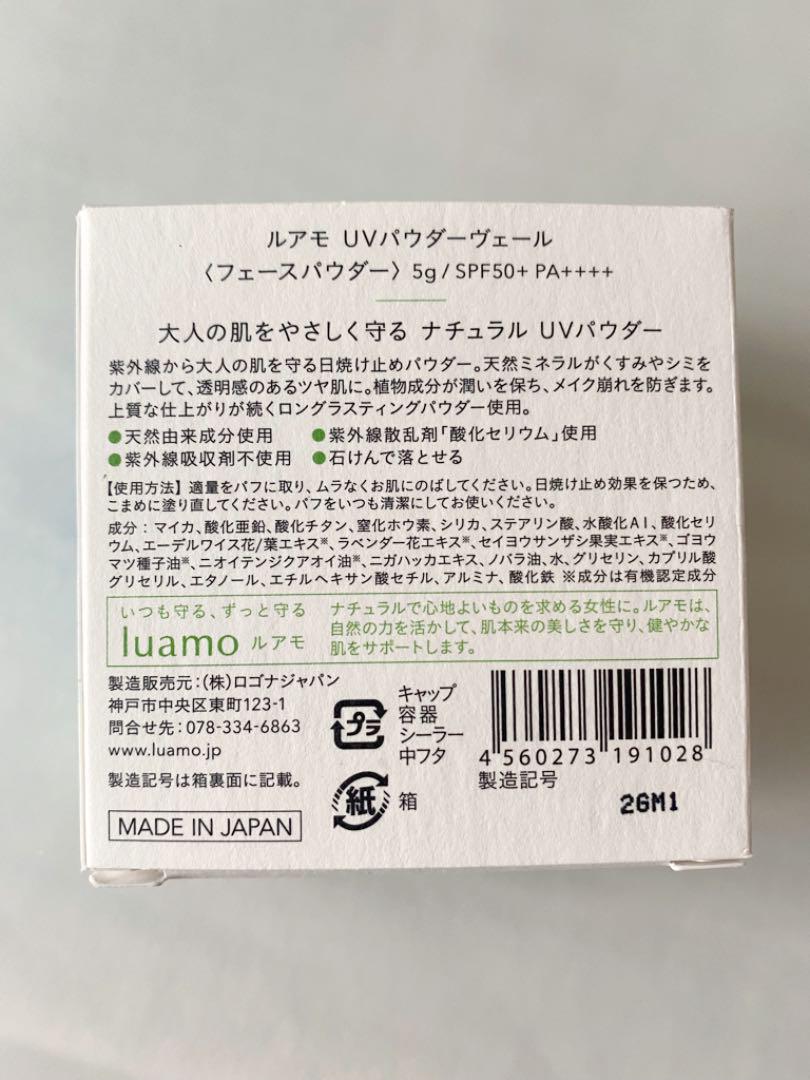 ルアモ UVパウダーヴェール
〈フェースパウダー〉5g / SPF50+ PA++++
大人の肌をやさしく守る ナチュラル UVパウダー
紫外線から大人の肌を守る日焼け止めパウダー。天然ミネラルがくすみやシミを
カバーして、透明感のあるツヤ肌に。植物成分が潤いを保ち、メイク崩れを防ぎます。
上質な仕上がりが続くロングラスティングパウダー使用。
●天然由来成分使用 ●紫外線散乱剤「酸化セリウム」使用
●紫外線吸収剤不使用 ●石けんで落とせる
【使用方法】適量をパフに取り、ムラなくお肌にのばしてください。日焼け止め効果を保つため、
こまめに塗り直してください。パフをいつも清潔にしてお使いください。
成分：マイカ、酸化亜鉛、酸化チタン、窒化ホウ素、シリカ、ステアリン酸、水酸化Al、酸化セリ
ウム、エーデルワイス花/葉エキス※、ラベンダー花エキス※、セイヨウサンザシ果実エキス※、ゴヨウ
マツ種子油※、ニオイテンジクアオイ油※、ニガハッカエキス、ノバラ油、水、グリセリン、カプリル酸
グリセリル、エタノール、エチルヘキサン酸セチル、アルミナ、酸化鉄 ※成分は有機認定成分
いつも守る、ずっと守る
luamo ルアモ
ナチュラルで心地よいものを求める女性に。ルアモは、
自然の力を活かして、肌本来の美しさを守り、健やかな
肌をサポートします。
製造販売元：（株）ロゴナジャパン
神戸市中央区東町123-1
問合せ先：078-334-6863
www.luamo.jp
製造記号は箱裏面に記載。
MADE IN JAPAN
プラ
キャップ
容器
シーラー
中フタ
紙
箱
4 560273 191028
製造記号
2GM1